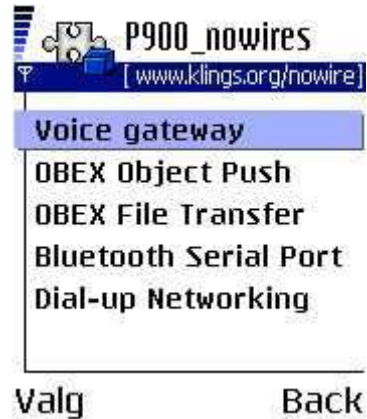 P900_nowires
[ www.klings.org/nowire]
Voice gateway
OBEX Object Push
OBEX File Transfer
Bluetooth Serial Port
Dial-up Networking
Valg Back